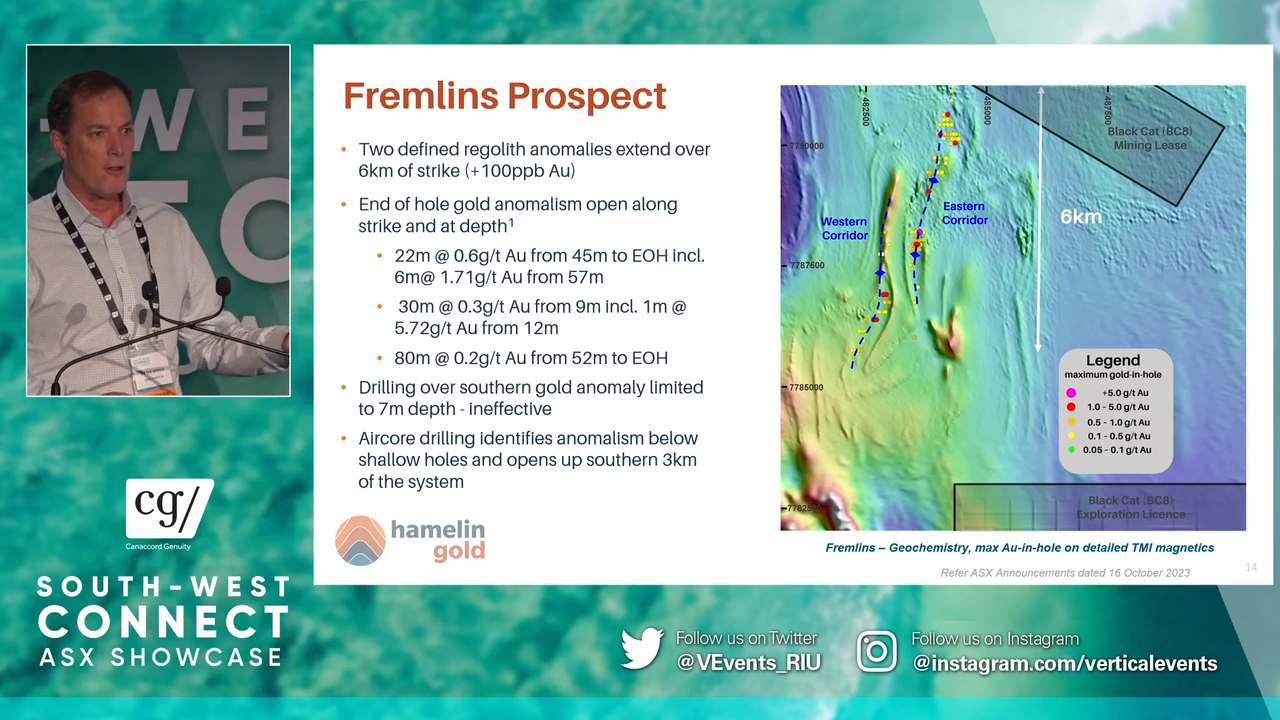 WE
TO
Fremlins Prospect
• Two defined regolith anomalies extend over
6km of strike (+100ppb Au)
• End of hole gold anomalism open along
strike and at depth¹
• 22m @ 0.6g/t Au from 45m to EOH incl.
6m@ 1.71g/t Au from 57m
• 30m @ 0.3g/t Au from 9m incl. 1m @
5.72g/t Au from 12m
• 80m @ 0.2g/t Au from 52m to EOH
• Drilling over southern gold anomaly limited
to 7m depth - ineffective
• Aircore drilling identifies anomalism below
shallow holes and opens up southern 3km
of the system
hamelin
gold
482500
485000
487500
7790000
7787500
7785000
7782500
Black Cat (BC8)
Mining Lease
Western
Corridor
Eastern
Corridor
6km
Legend
maximum gold-in-hole
+5.0 g/t Au
1.0 – 5.0 g/t Au
0.5 – 1.0 g/t Au
0.1 – 0.5 g/t Au
0.05 – 0.1 g/t Au
Black Cat (BC8)
Exploration Licence
Fremlins – Geochemistry, max Au-in-hole on detailed TMI magnetics
Refer ASX Announcements dated 16 October 2023
14
cg/
Canaccord Genuity
SOUTH-WEST
CONNECT
ASX SHOWCASE
Follow us on Twitter
@VEvents_RIU
Follow us on Instagram
@instagram.com/verticalevents